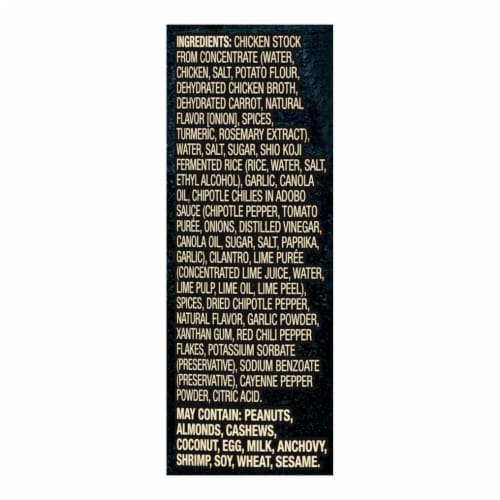 INGREDIENTS: CHICKEN STOCK
FROM CONCENTRATE (WATER,
CHICKEN, SALT, POTATO FLOUR,
DEHYDRATED CHICKEN BROTH,
DEHYDRATED CARROT, NATURAL
FLAVOR [ONION], SPICES,
TURMERIC, ROSEMARY EXTRACT),
WATER, SALT, SUGAR, SHIO KOJI
FERMENTED RICE (RICE, WATER, SALT,
ETHYL ALCOHOL), GARLIC, CANOLA
OIL, CHIPOTLE CHILIES IN ADOBO
SAUCE (CHIPOTLE PEPPER, TOMATO
PURÉE, ONIONS, DISTILLED VINEGAR,
CANOLA OIL, SUGAR, SALT, PAPRIKA,
GARLIC), CILANTRO, LIME PURÉE
(CONCENTRATED LIME JUICE, WATER,
LIME PULP, LIME OIL, LIME PEEL),
SPICES, DRIED CHIPOTLE PEPPER,
NATURAL FLAVOR, GARLIC POWDER,
XANTHAN GUM, RED CHILI PEPPER
FLAKES, POTASSIUM SORBATE
(PRESERVATIVE), SODIUM BENZOATE
(PRESERVATIVE), CAYENNE PEPPER
POWDER, CITRIC ACID.
MAY CONTAIN: PEANUTS,
ALMONDS, CASHEWS,
COCONUT, EGG, MILK, ANCHOVY,
SHRIMP, SOY, WHEAT, SESAME.